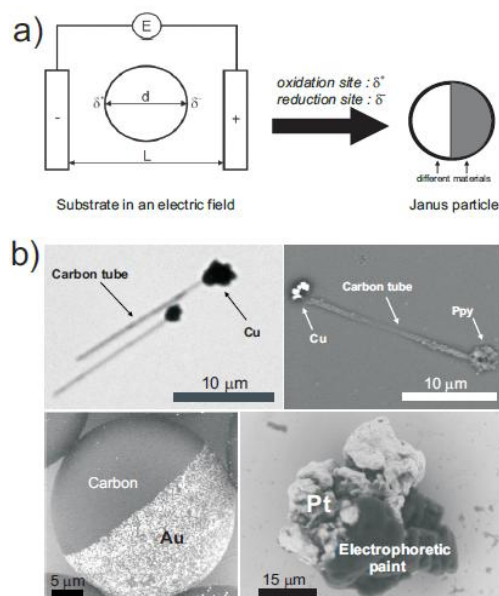 a)
E
δ⁺ d δ⁻
- +
L
Substrate in an electric field
oxidation site : δ⁺
reduction site : δ⁻
different materials
Janus particle
b)
Carbon tube
Cu
10 μm
Carbon tube
Ppy
Cu
10 μm
Carbon
Au
5 μm
Pt
Electrophoretic
paint
15 μm